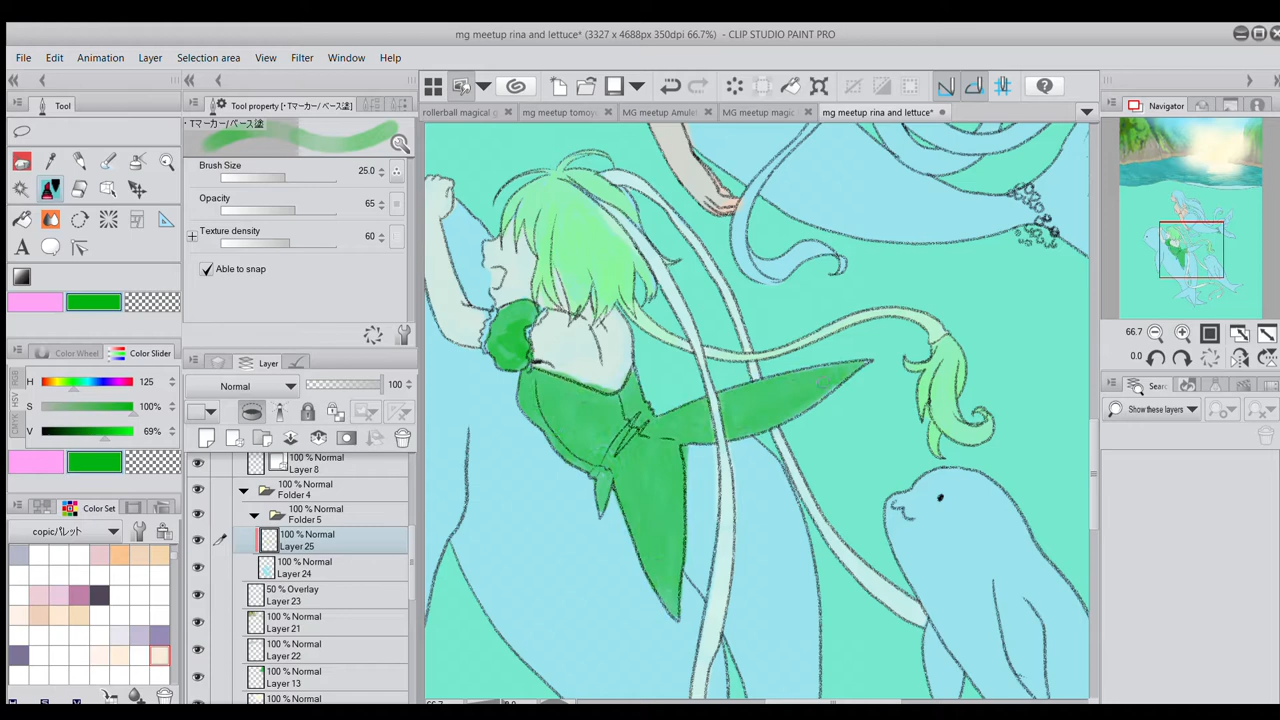 mg meetup rina and lettuce* (3327 x 4688px 350dpi 66.7%) - CLIP STUDIO PAINT PRO
File Edit Animation Layer Selection area View Filter Window Help
Tool
Tool property [・Tマーカー/ベース塗]
rollerball magical g
mg meetup tomoy
MG meetup Amulet
MG meetup magic
mg meetup rina and lettuce*
Navigator
・Tマーカー/ベース塗
Brush Size 25.0
Opacity 65
Texture density 60
Able to snap
66.7
0.0
Color Wheel Color Slider
Layer
Sear
H 125
S 100%
V 69%
Normal 100
Show these layers
100 % Normal
Layer 8
100 % Normal
Folder 4
100 % Normal
Folder 5
100 % Normal
Layer 25
100 % Normal
Layer 24
50 % Overlay
Layer 23
100 % Normal
Layer 21
100 % Normal
Layer 22
100 % Normal
Layer 13
100 % Normal
Color Set
copicパレット